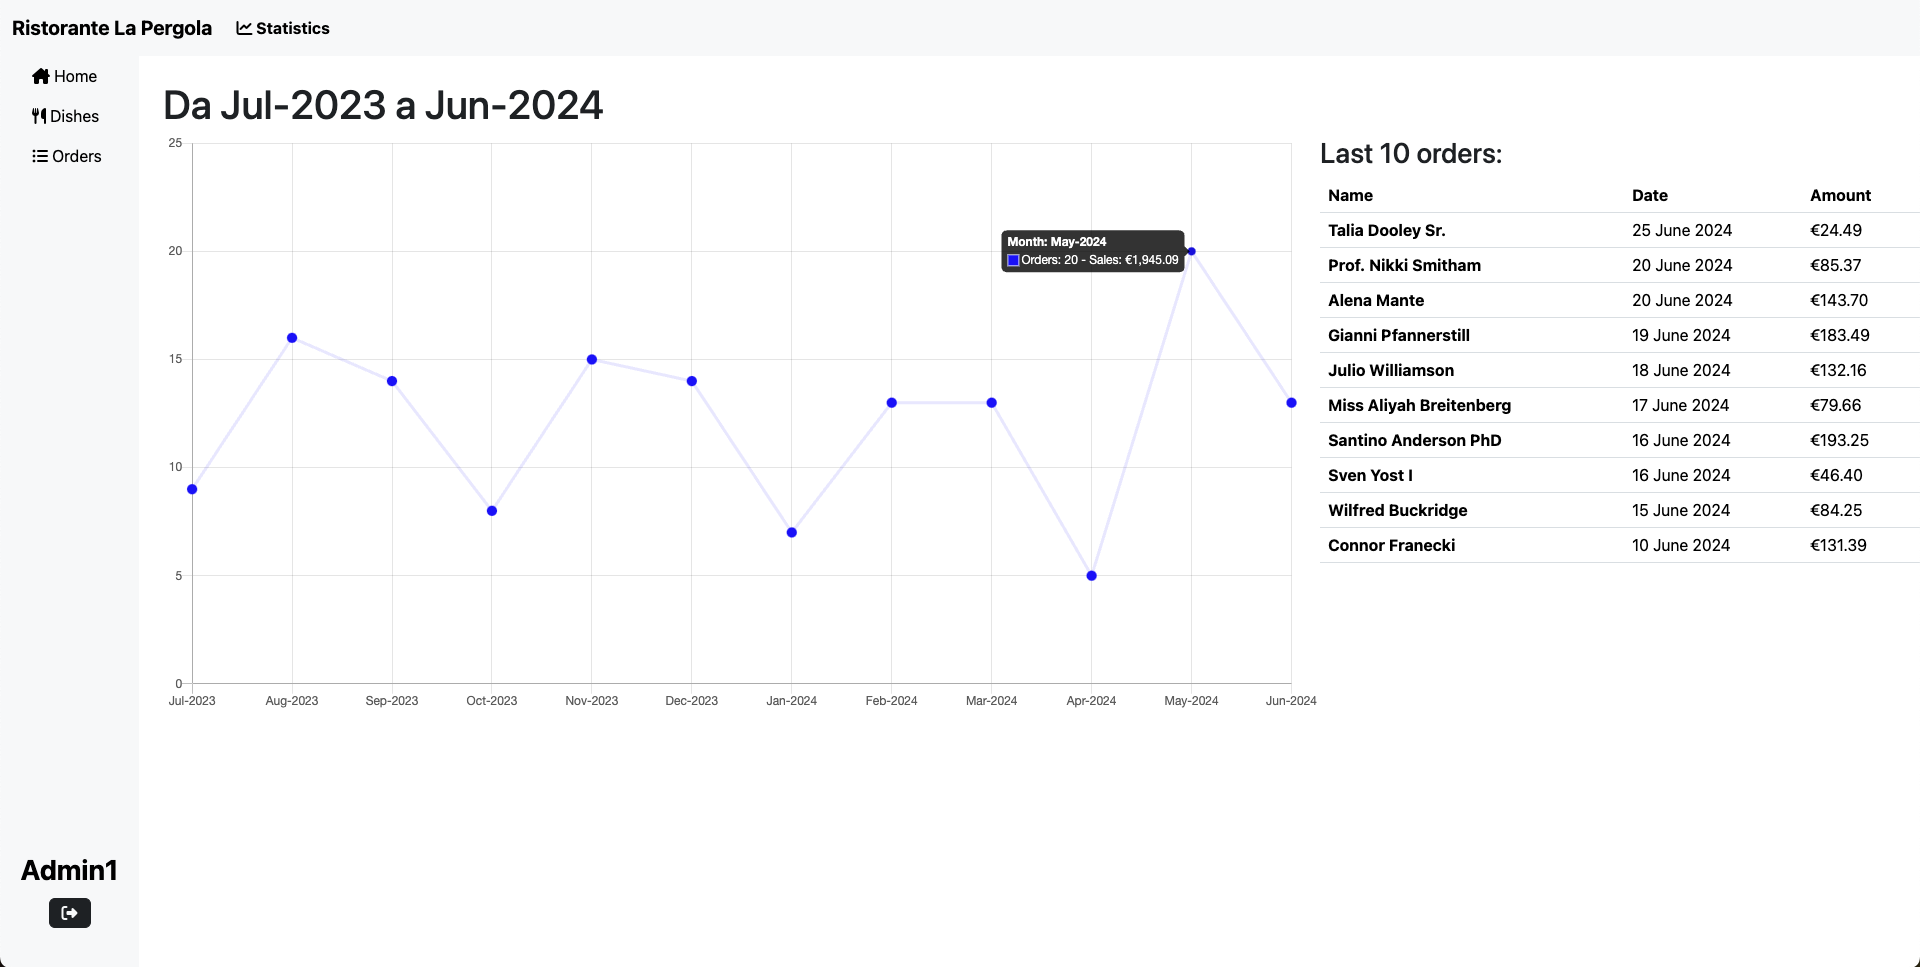 Ristorante La Pergola Statistics
Home
Dishes
Orders
Admin1
Da Jul-2023 a Jun-2024
25
20
15
10
5
0
Jul-2023 Aug-2023 Sep-2023 Oct-2023 Nov-2023 Dec-2023 Jan-2024 Feb-2024 Mar-2024 Apr-2024 May-2024 Jun-2024
Month: May-2024
Orders: 20 - Sales: €1,945.09
Last 10 orders:
Name Date Amount
Talia Dooley Sr. 25 June 2024 €24.49
Prof. Nikki Smitham 20 June 2024 €85.37
Alena Mante 20 June 2024 €143.70
Gianni Pfannerstill 19 June 2024 €183.49
Julio Williamson 18 June 2024 €132.16
Miss Aliyah Breitenberg 17 June 2024 €79.66
Santino Anderson PhD 16 June 2024 €193.25
Sven Yost I 16 June 2024 €46.40
Wilfred Buckridge 15 June 2024 €84.25
Connor Franecki 10 June 2024 €131.39